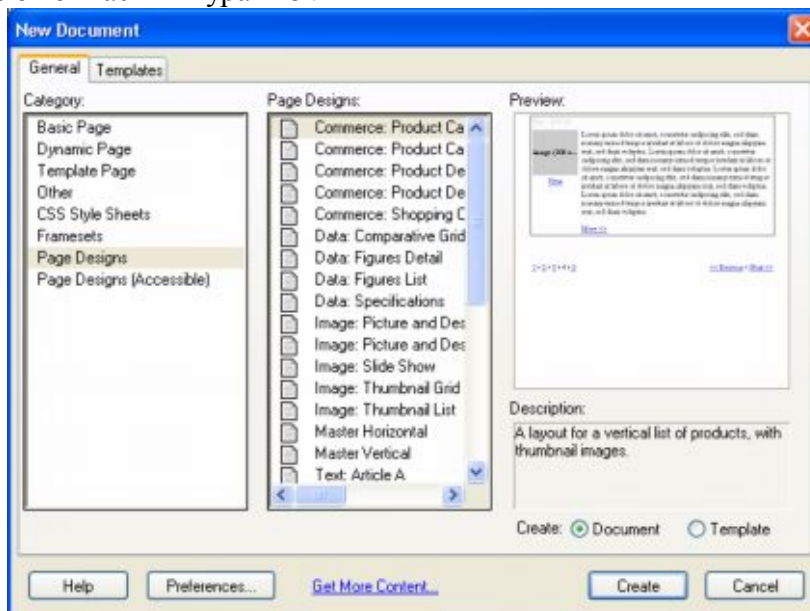 New Document
General Templates
Category:
Basic Page
Dynamic Page
Template Page
Other
CSS Style Sheets
Framesets
Page Designs
Page Designs (Accessible)
Page Designs:
Commerce: Product Ca
Commerce: Product Ca
Commerce: Product De
Commerce: Product De
Commerce: Shopping C
Data: Comparative Grid
Data: Figures Detail
Data: Figures List
Data: Specifications
Image: Picture and Des
Image: Picture and Des
Image: Slide Show
Image: Thumbnail Grid
Image: Thumbnail List
Master Horizontal
Master Vertical
Text: Article A
Preview:
Description:
A layout for a vertical list of products, with
thumbnail images.
Create: Document Template
Help Preferences... Get More Content... Create Cancel